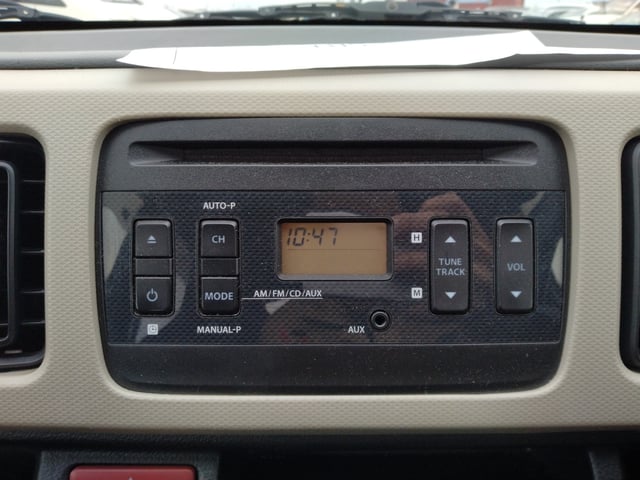 AUTO-P
CH
10:47
H
TUNE
TRACK
VOL
MODE
AM/FM/CD/AUX
M
MANUAL-P
AUX